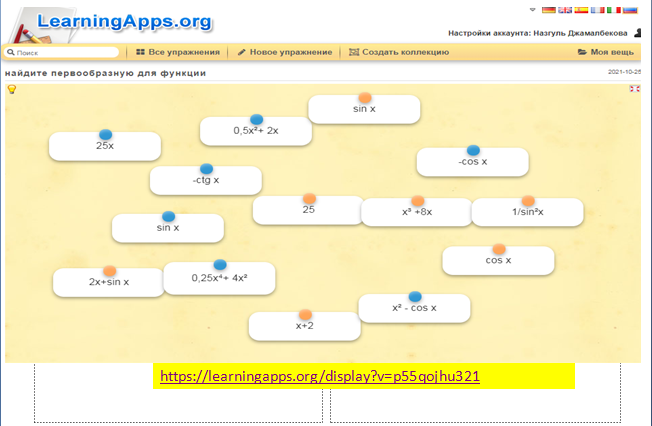 LearningApps.org
Настройки аккаунта: Назгуль Джамалбекова
Поиск
Все упражнения
Новое упражнение
Создать коллекцию
Моя вещь
найдите первообразную для функции
2021-10-25
sin x
0,5x²+ 2x
25x
-cos x
-ctg x
25
x³ +8x
1/sin²x
sin x
cos x
2x+sin x
0,25x⁴+ 4x²
x² - cos x
x+2
https://learningapps.org/display?v=p55qojhu321